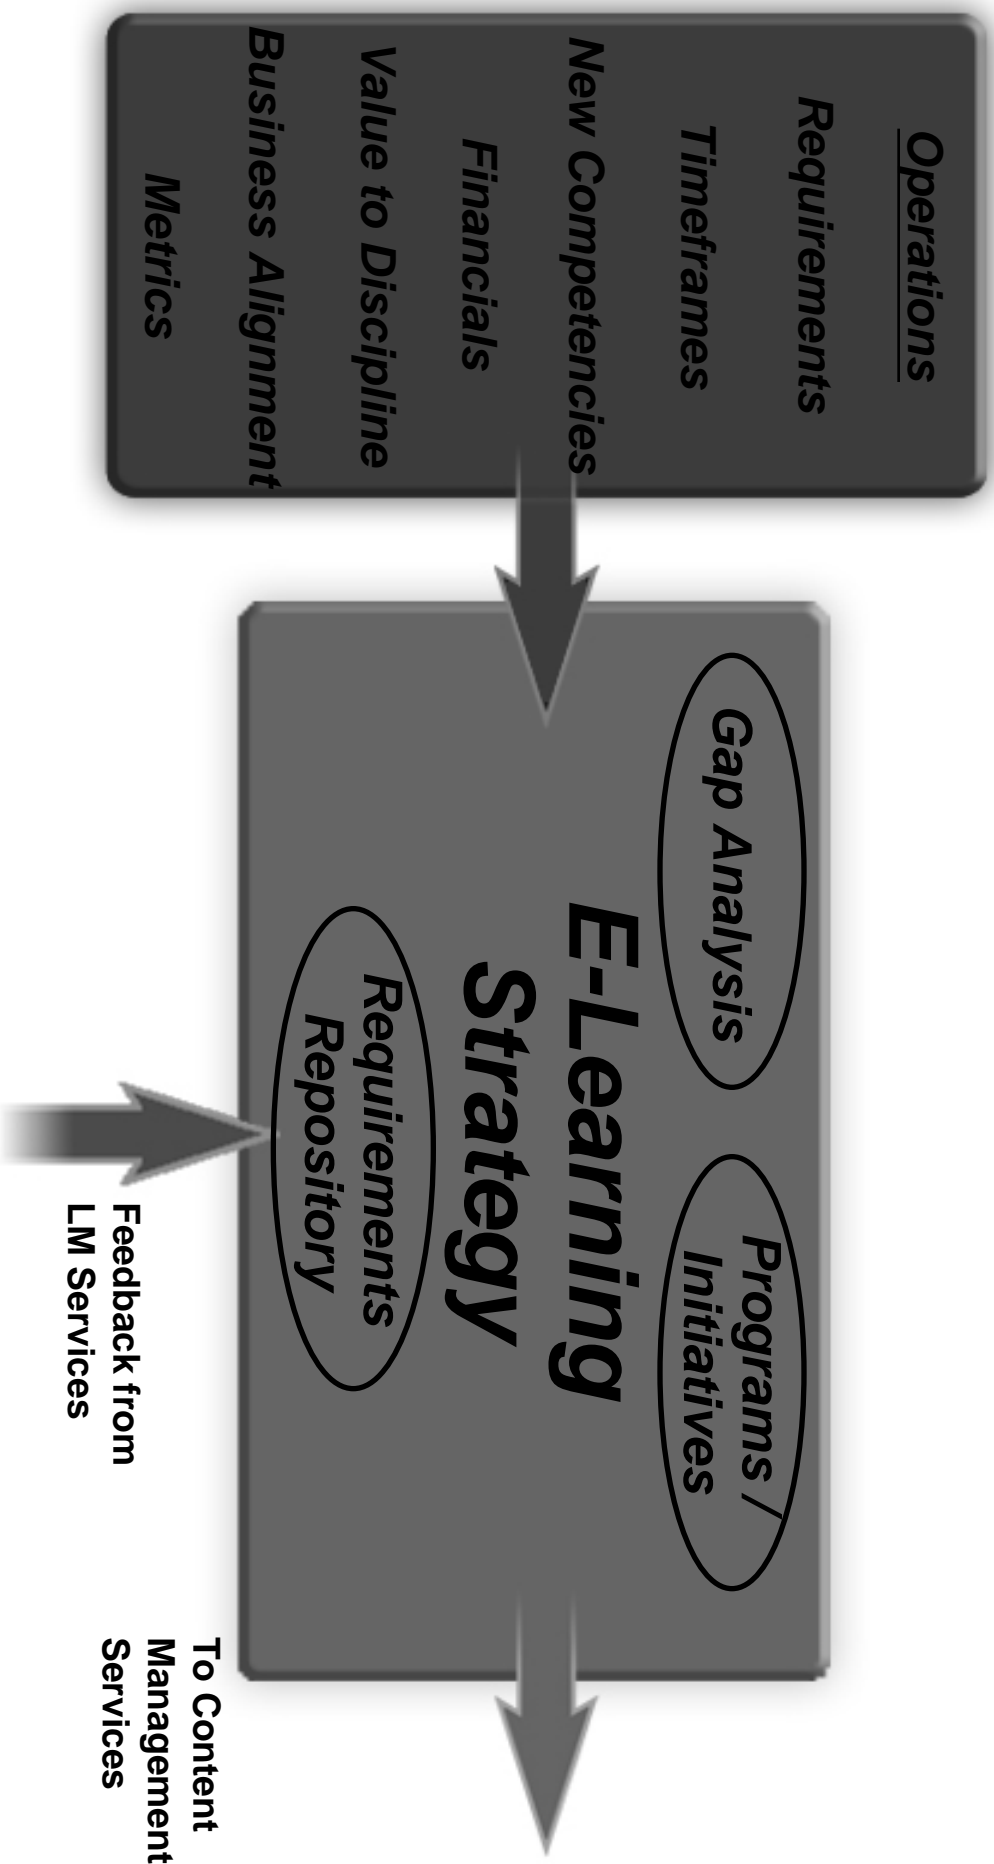 Operations
Requirements
Timeframes
New Competencies
Financials
Value to Discipline
Business Alignment
Metrics
Gap Analysis
Programs /
Initiatives
E-Learning
Strategy
Requirements
Repository
Feedback from
LM Services
To Content
Management
Services